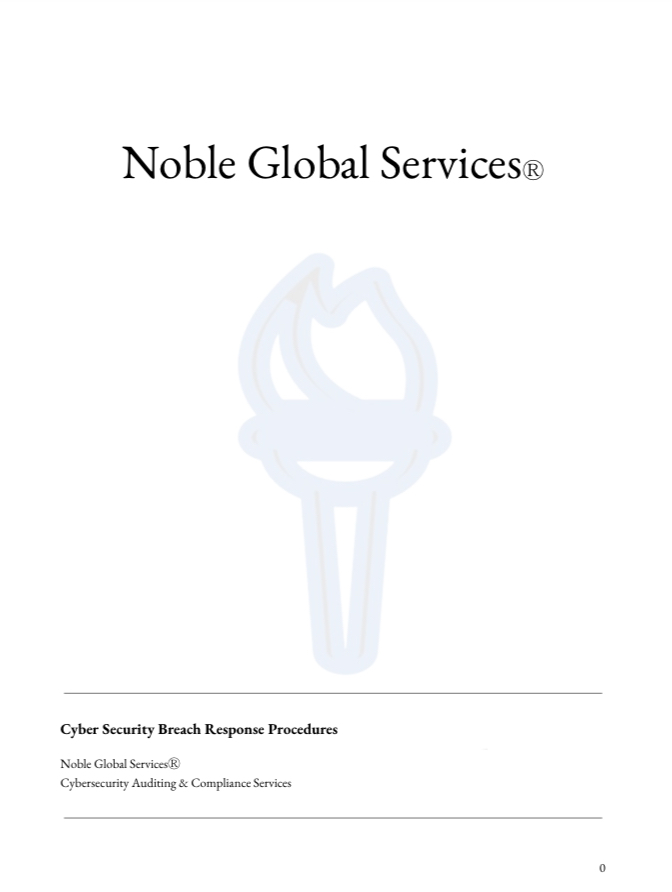 Noble Global Services®
Cyber Security Breach Response Procedures
Noble Global Services®
Cybersecurity Auditing & Compliance Services
0